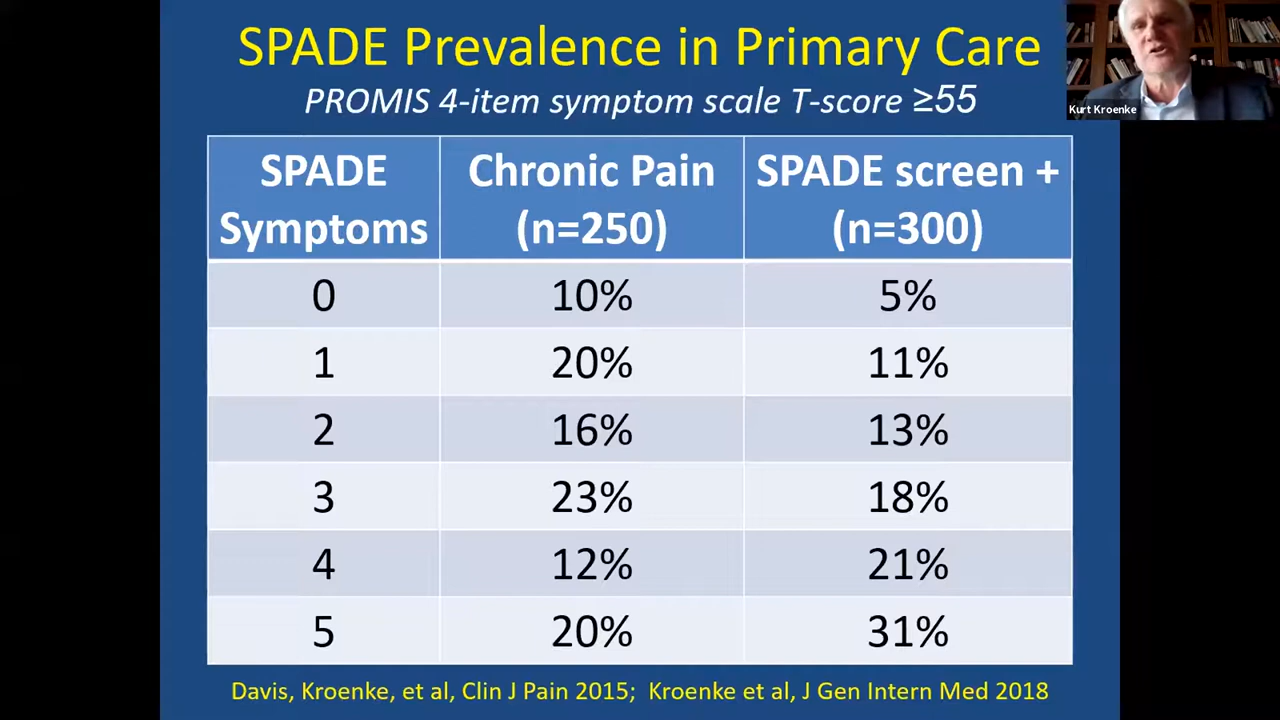 SPADE Prevalence in Primary Care
PROMIS 4-item symptom scale T-score ≥55
Kurt Kroenke
SPADE Symptoms Chronic Pain (n=250) SPADE screen + (n=300)
0 10% 5%
1 20% 11%
2 16% 13%
3 23% 18%
4 12% 21%
5 20% 31%
Davis, Kroenke, et al, Clin J Pain 2015; Kroenke et al, J Gen Intern Med 2018